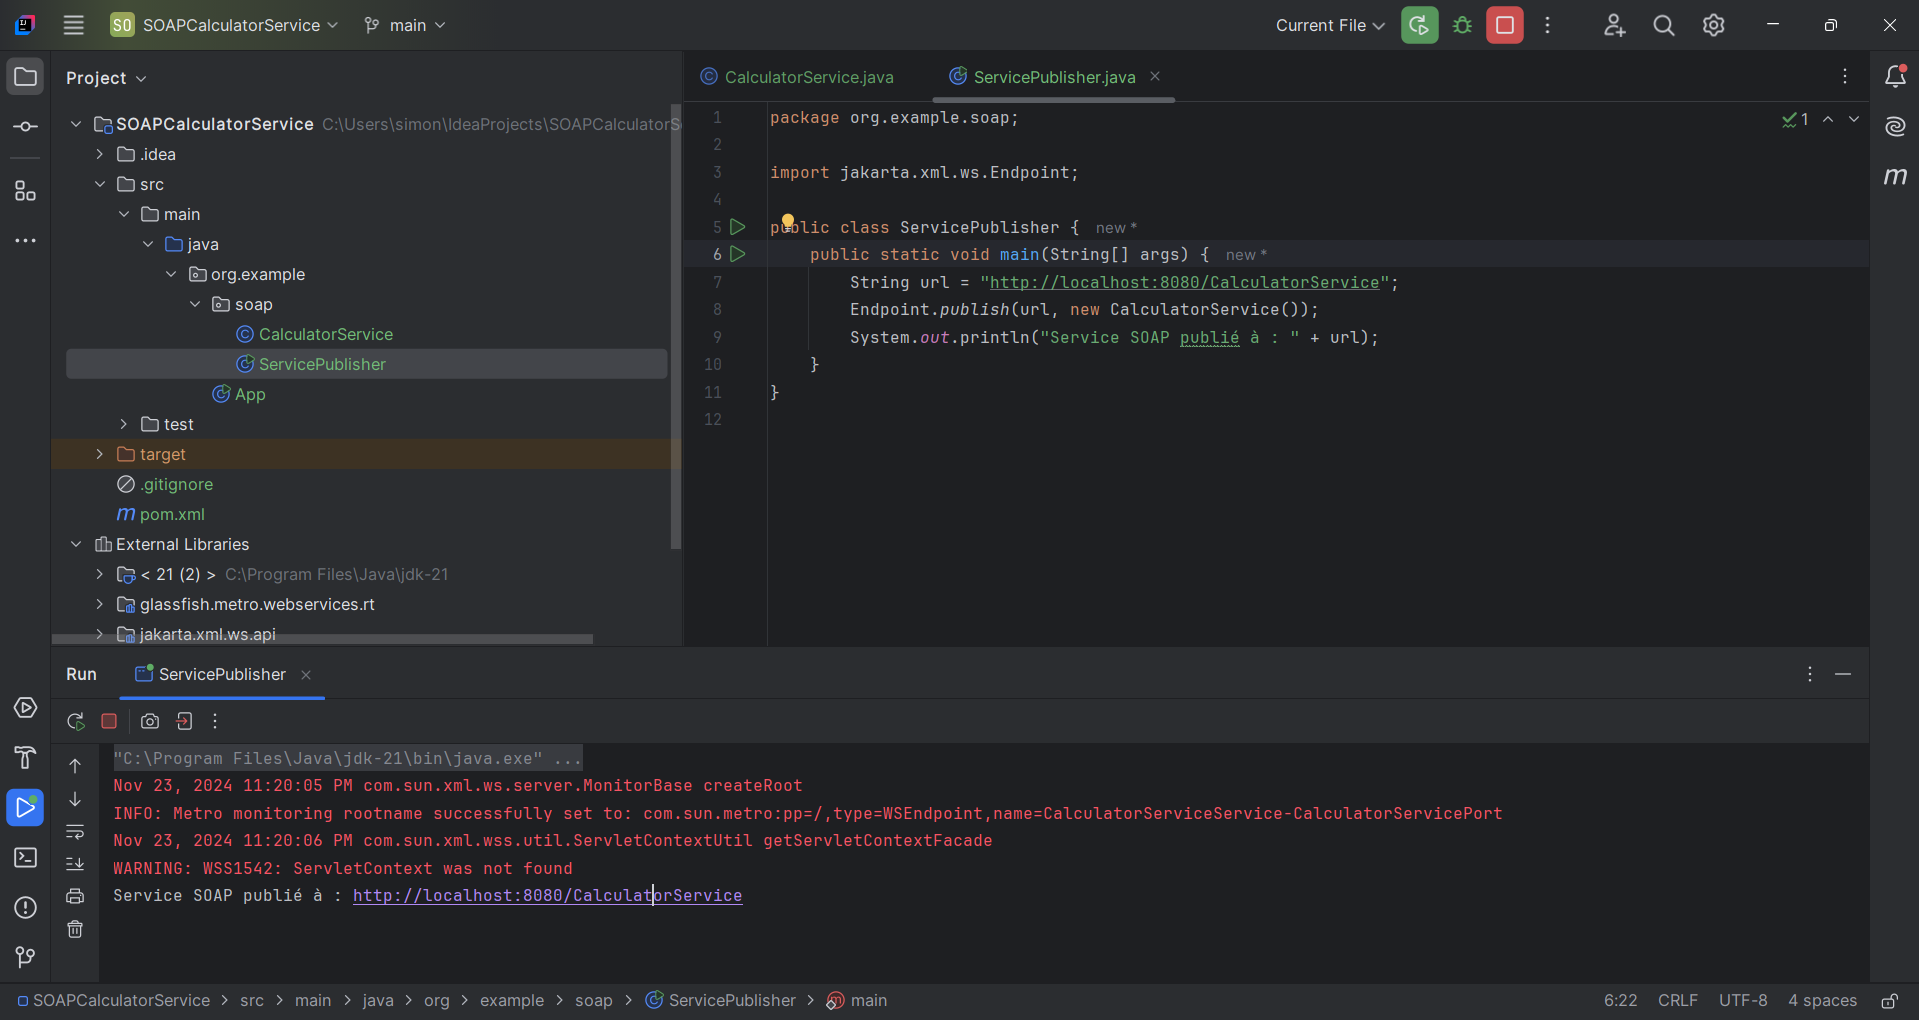 SO SOAPCalculatorService main Current File
Project
SOAPCalculatorService C:\Users\simon\IdeaProjects\SOAPCalculatorS
.idea
src
main
java
org.example
soap
CalculatorService
ServicePublisher
App
test
target
.gitignore
pom.xml
External Libraries
< 21 (2) > C:\Program Files\Java\jdk-21
glassfish.metro.webservices.rt
jakarta.xml.ws.api
CalculatorService.java ServicePublisher.java
1 package org.example.soap; 1
2
3 import jakarta.xml.ws.Endpoint;
4
5 public class ServicePublisher { new *
6 public static void main(String[] args) { new *
7 String url = "http://localhost:8080/CalculatorService";
8 Endpoint.publish(url, new CalculatorService());
9 System.out.println("Service SOAP publié à : " + url);
10 }
11 }
12
Run ServicePublisher
"C:\Program Files\Java\jdk-21\bin\java.exe" ...
Nov 23, 2024 11:20:05 PM com.sun.xml.ws.server.MonitorBase createRoot
INFO: Metro monitoring rootname successfully set to: com.sun.metro:pp=/,type=WSEndpoint,name=CalculatorServiceService-CalculatorServicePort
Nov 23, 2024 11:20:06 PM com.sun.xml.wss.util.ServletContextUtil getServletContextFacade
WARNING: WSS1542: ServletContext was not found
Service SOAP publié à : http://localhost:8080/CalculatorService
SOAPCalculatorService > src > main > java > org > example > soap > ServicePublisher > main 6:22 CRLF UTF-8 4 spaces